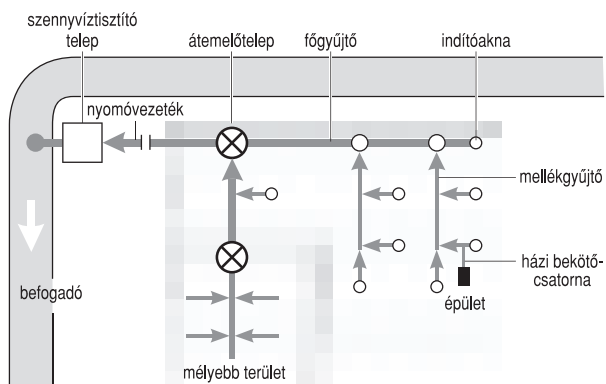 szennyvíztisztító
telep
átemelőtelep
főgyűjtő
indítóakna
nyomóvezeték
mellékgyűjtő
házi bekötő-
csatorna
befogadó
épület
mélyebb terület